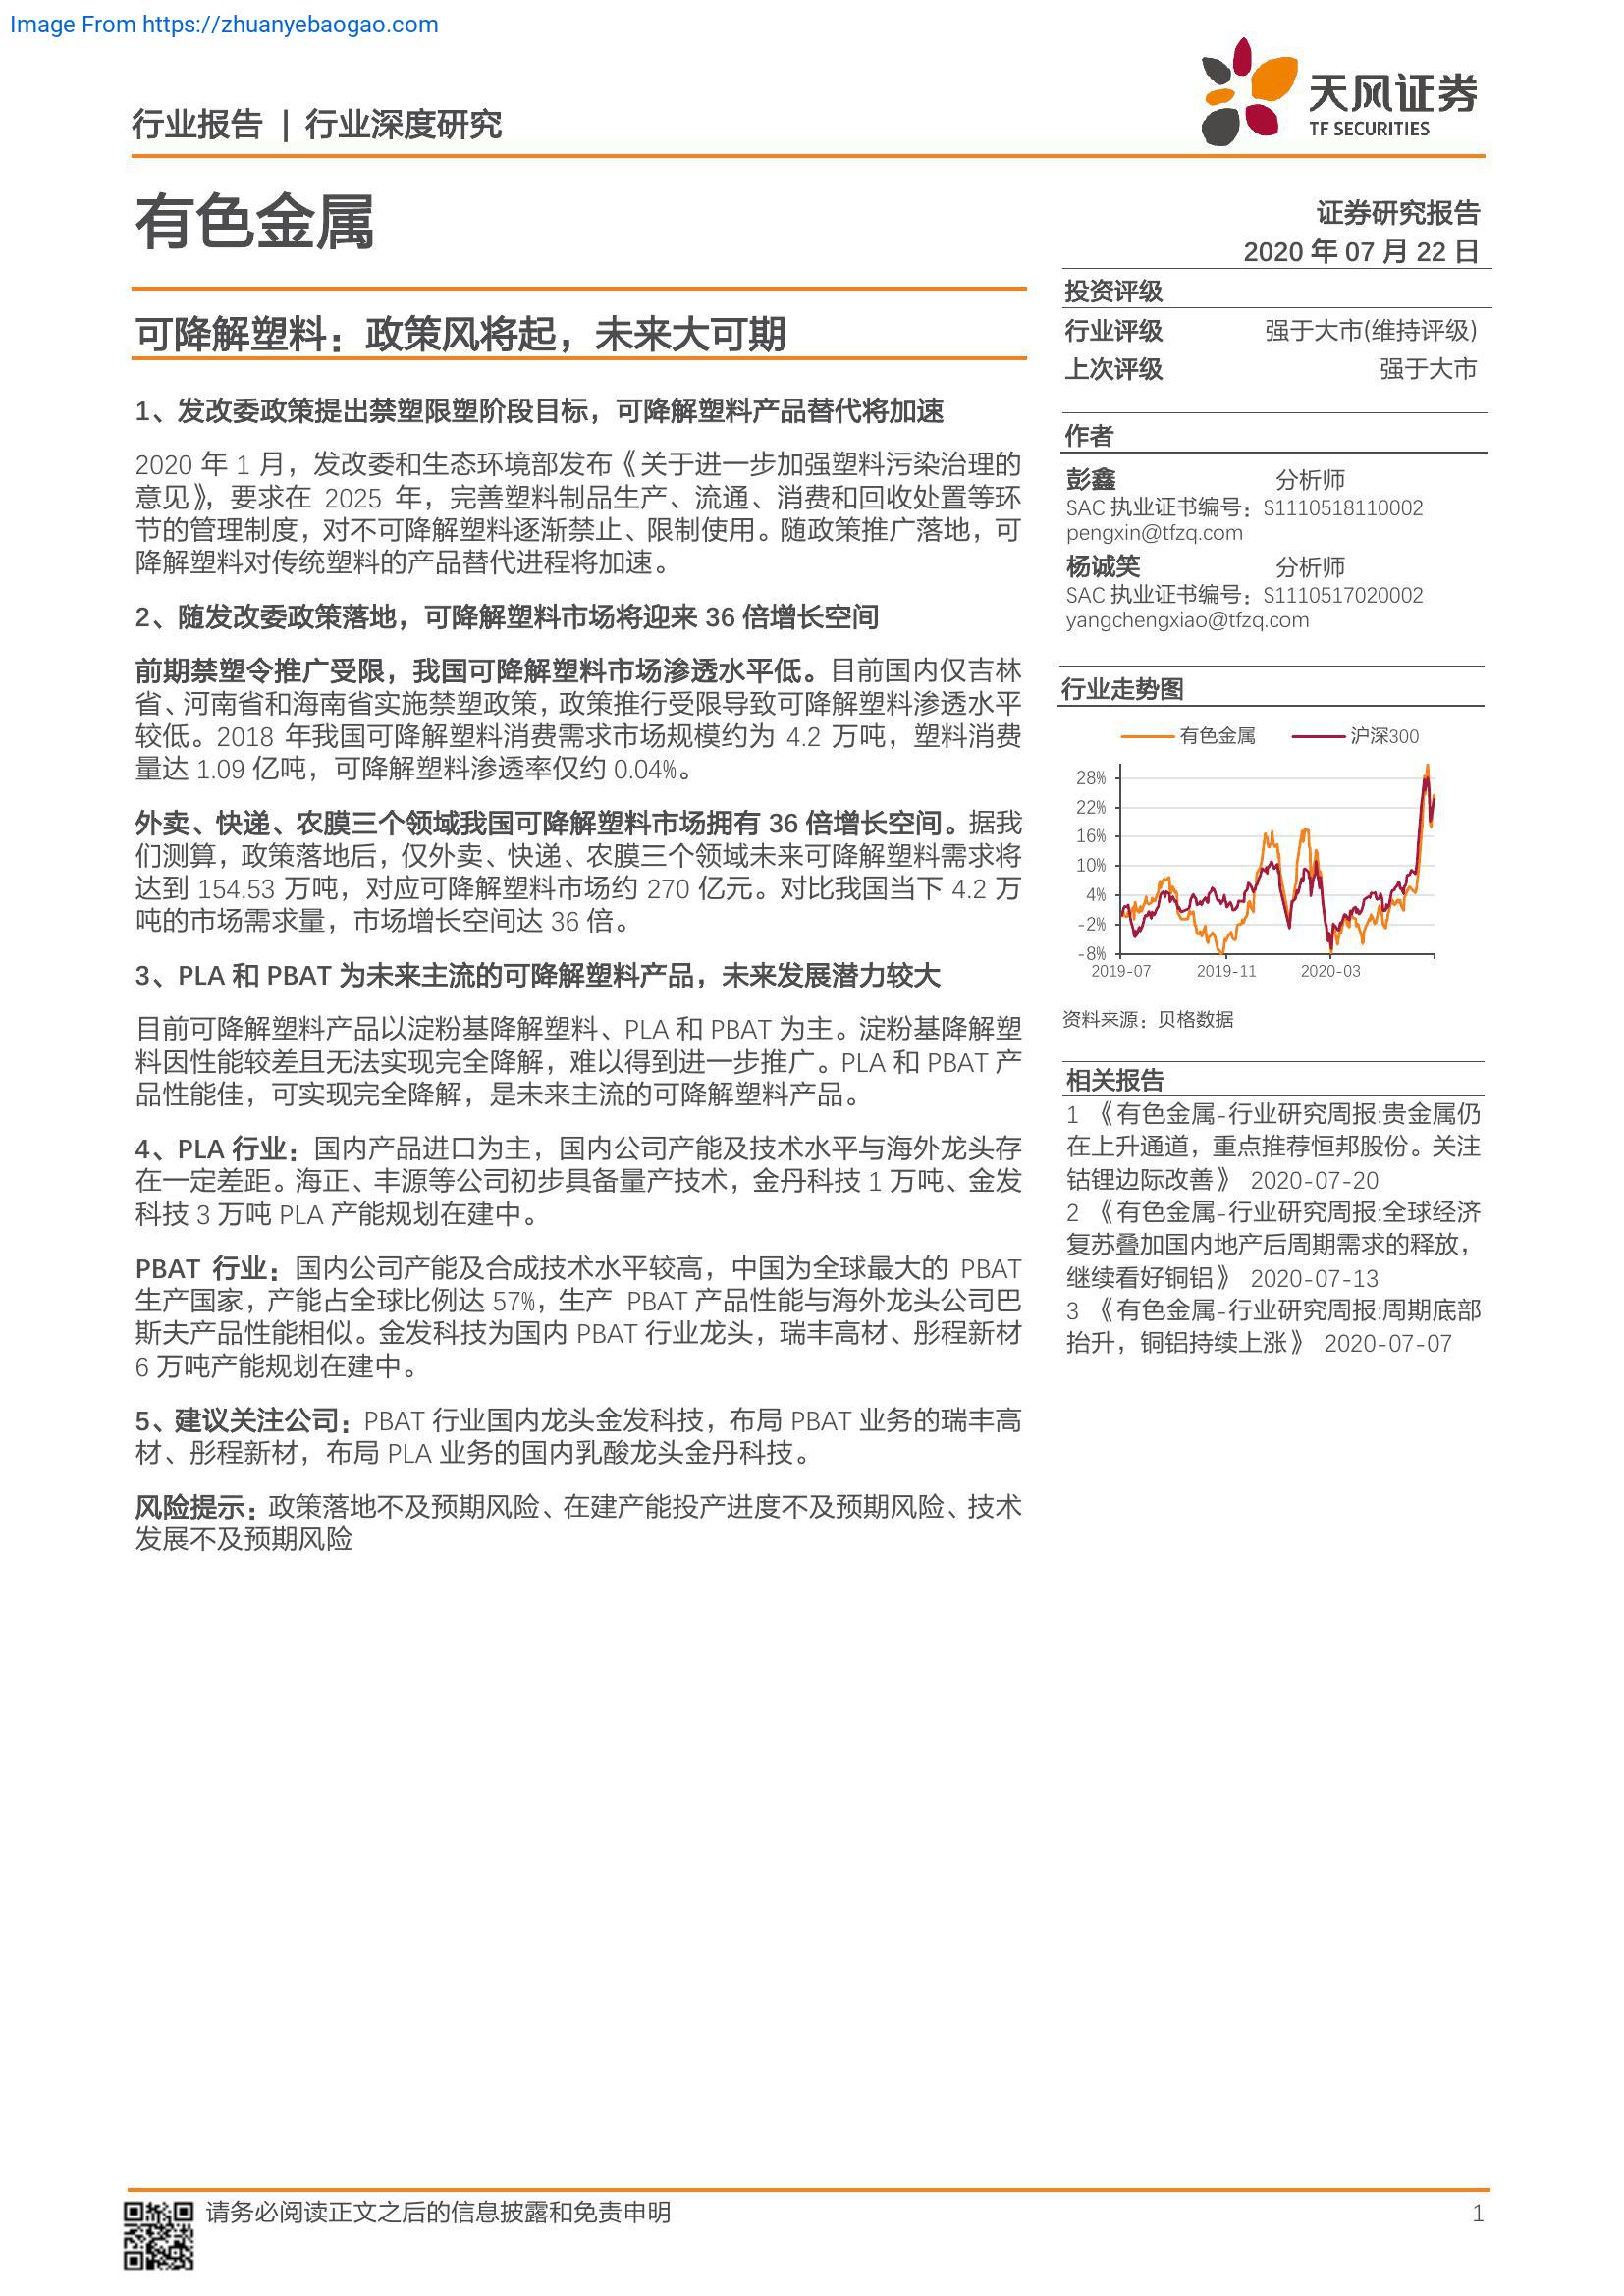 Image From https://zhuanyebaogao.com
行业报告 | 行业深度研究
天风证券
TF SECURITIES
有色金属
证券研究报告
2020 年 07 月 22 日
可降解塑料：政策风将起，未来大可期
1、发改委政策提出禁塑限塑阶段目标，可降解塑料产品替代将加速
2020 年 1 月，发改委和生态环境部发布《关于进一步加强塑料污染治理的
意见》，要求在 2025 年，完善塑料制品生产、流通、消费和回收处置等环
节的管理制度，对不可降解塑料逐渐禁止、限制使用。随政策推广落地，可
降解塑料对传统塑料的产品替代进程将加速。
2、随发改委政策落地，可降解塑料市场将迎来 36 倍增长空间
前期禁塑令推广受限，我国可降解塑料市场渗透水平低。目前国内仅吉林
省、河南省和海南省实施禁塑政策，政策推行受限导致可降解塑料渗透水平
较低。2018 年我国可降解塑料消费需求市场规模约为 4.2 万吨，塑料消费
量达 1.09 亿吨，可降解塑料渗透率仅约 0.04%。
外卖、快递、农膜三个领域我国可降解塑料市场拥有 36 倍增长空间。据我
们测算，政策落地后，仅外卖、快递、农膜三个领域未来可降解塑料需求将
达到 154.53 万吨，对应可降解塑料市场约 270 亿元。对比我国当下 4.2 万
吨的市场需求量，市场增长空间达 36 倍。
3、PLA 和 PBAT 为未来主流的可降解塑料产品，未来发展潜力较大
目前可降解塑料产品以淀粉基降解塑料、PLA 和 PBAT 为主。淀粉基降解塑
料因性能较差且无法实现完全降解，难以得到进一步推广。PLA 和 PBAT 产
品性能佳，可实现完全降解，是未来主流的可降解塑料产品。
4、PLA 行业：国内产品进口为主，国内公司产能及技术水平与海外龙头存
在一定差距。海正、丰源等公司初步具备量产技术，金丹科技 1 万吨、金发
科技 3 万吨 PLA 产能规划在建中。
PBAT 行业：国内公司产能及合成技术水平较高，中国为全球最大的 PBAT
生产国家，产能占全球比例达 57%，生产 PBAT 产品性能与海外龙头公司巴
斯夫产品性能相似。金发科技为国内 PBAT 行业龙头，瑞丰高材、彤程新材
6 万吨产能规划在建中。
5、建议关注公司：PBAT 行业国内龙头金发科技，布局 PBAT 业务的瑞丰高
材、彤程新材，布局 PLA 业务的国内乳酸龙头金丹科技。
风险提示：政策落地不及预期风险、在建产能投产进度不及预期风险、技术
发展不及预期风险
投资评级
行业评级 强于大市(维持评级)
上次评级 强于大市
作者
彭鑫 分析师
SAC 执业证书编号：S1110518110002
pengxin@tfzq.com
杨诚笑 分析师
SAC 执业证书编号：S1110517020002
yangchengxiao@tfzq.com
行业走势图
有色金属 沪深300
28%
22%
16%
10%
4%
-2%
-8%
2019-07 2019-11 2020-03
资料来源：贝格数据
相关报告
1 《有色金属-行业研究周报:贵金属仍
在上升通道，重点推荐恒邦股份。关注
钴锂边际改善》 2020-07-20
2 《有色金属-行业研究周报:全球经济
复苏叠加国内地产后周期需求的释放，
继续看好铜铝》 2020-07-13
3 《有色金属-行业研究周报:周期底部
抬升，铜铝持续上涨》 2020-07-07
请务必阅读正文之后的信息披露和免责申明 1